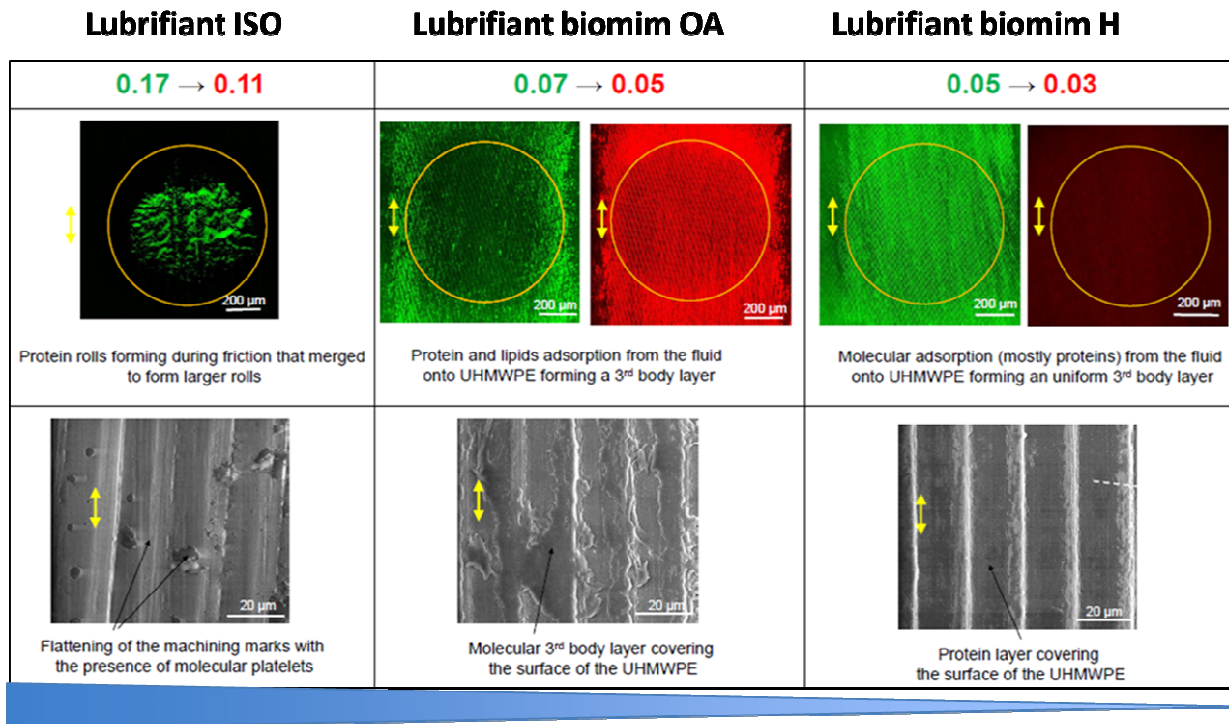 Lubrifiant ISO
Lubrifiant biomim OA
Lubrifiant biomim H
0.17 → 0.11
0.07 → 0.05
0.05 → 0.03
200 µm
200 µm
200 µm
200 µm
200 µm
Protein rolls forming during friction that merged
to form larger rolls
Protein and lipids adsorption from the fluid
onto UHMWPE forming a 3rd body layer
Molecular adsorption (mostly proteins) from the fluid
onto UHMWPE forming an uniform 3rd body layer
20 µm
20 µm
20 µm
Flattening of the machining marks with
the presence of molecular platelets
Molecular 3rd body layer covering
the surface of the UHMWPE
Protein layer covering
the surface of the UHMWPE